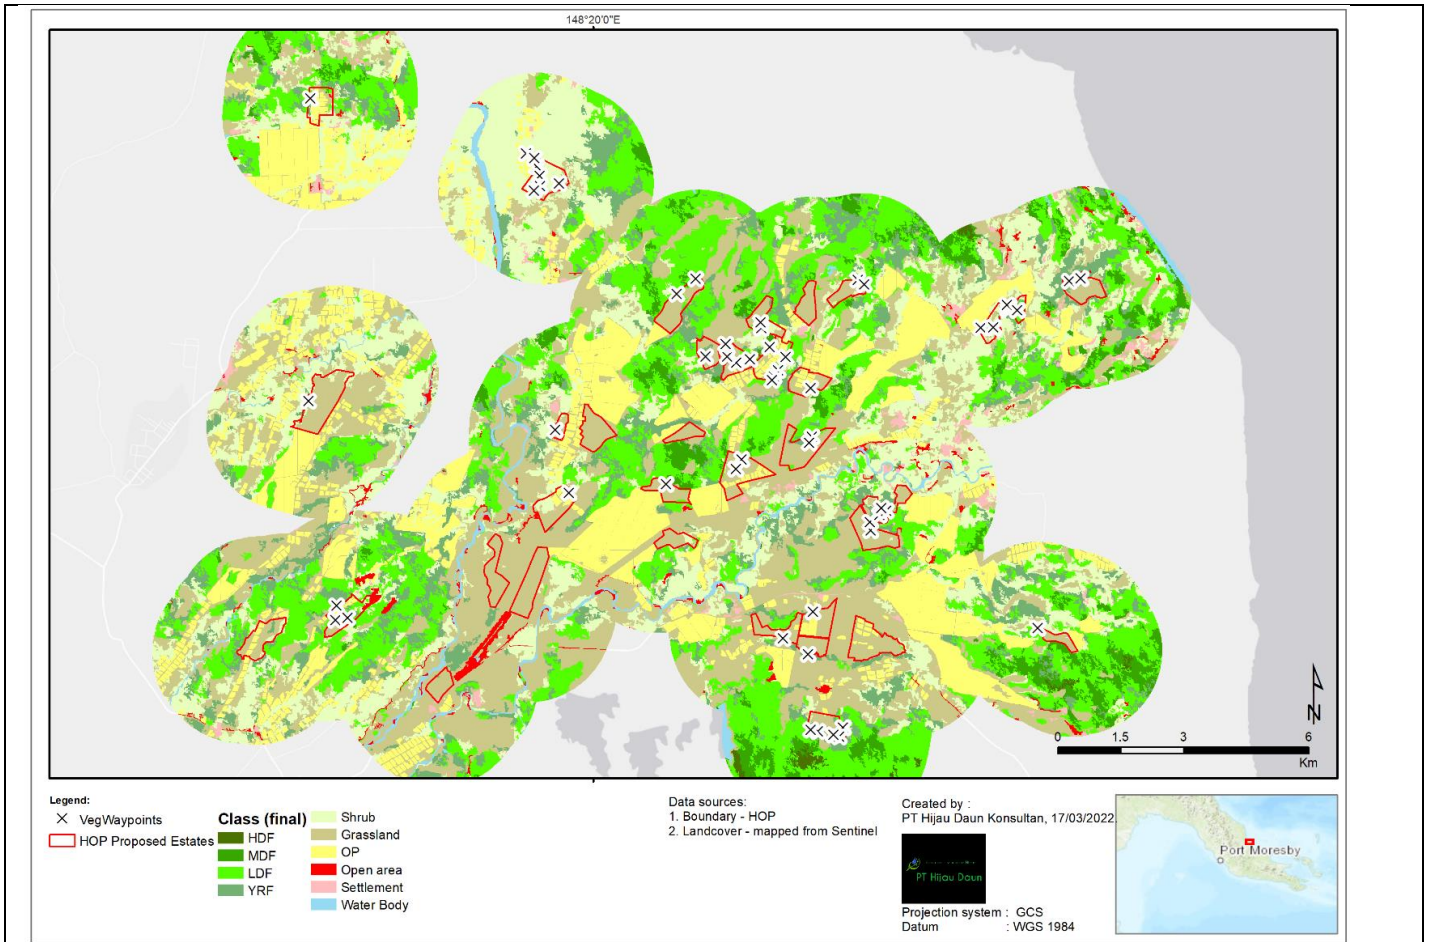 148°20'0"E
N
0 1.5 3 6
Km
Legend:
VegWaypoints
HOP Proposed Estates
Class (final)
HDF
MDF
LDF
YRF
Shrub
Grassland
OP
Open area
Settlement
Water Body
Data sources:
1. Boundary - HOP
2. Landcover - mapped from Sentinel
Created by :
PT Hijau Daun Konsultan, 17/03/2022
PT Hijau Daun
Projection system : GCS
Datum : WGS 1984
Port Moresby